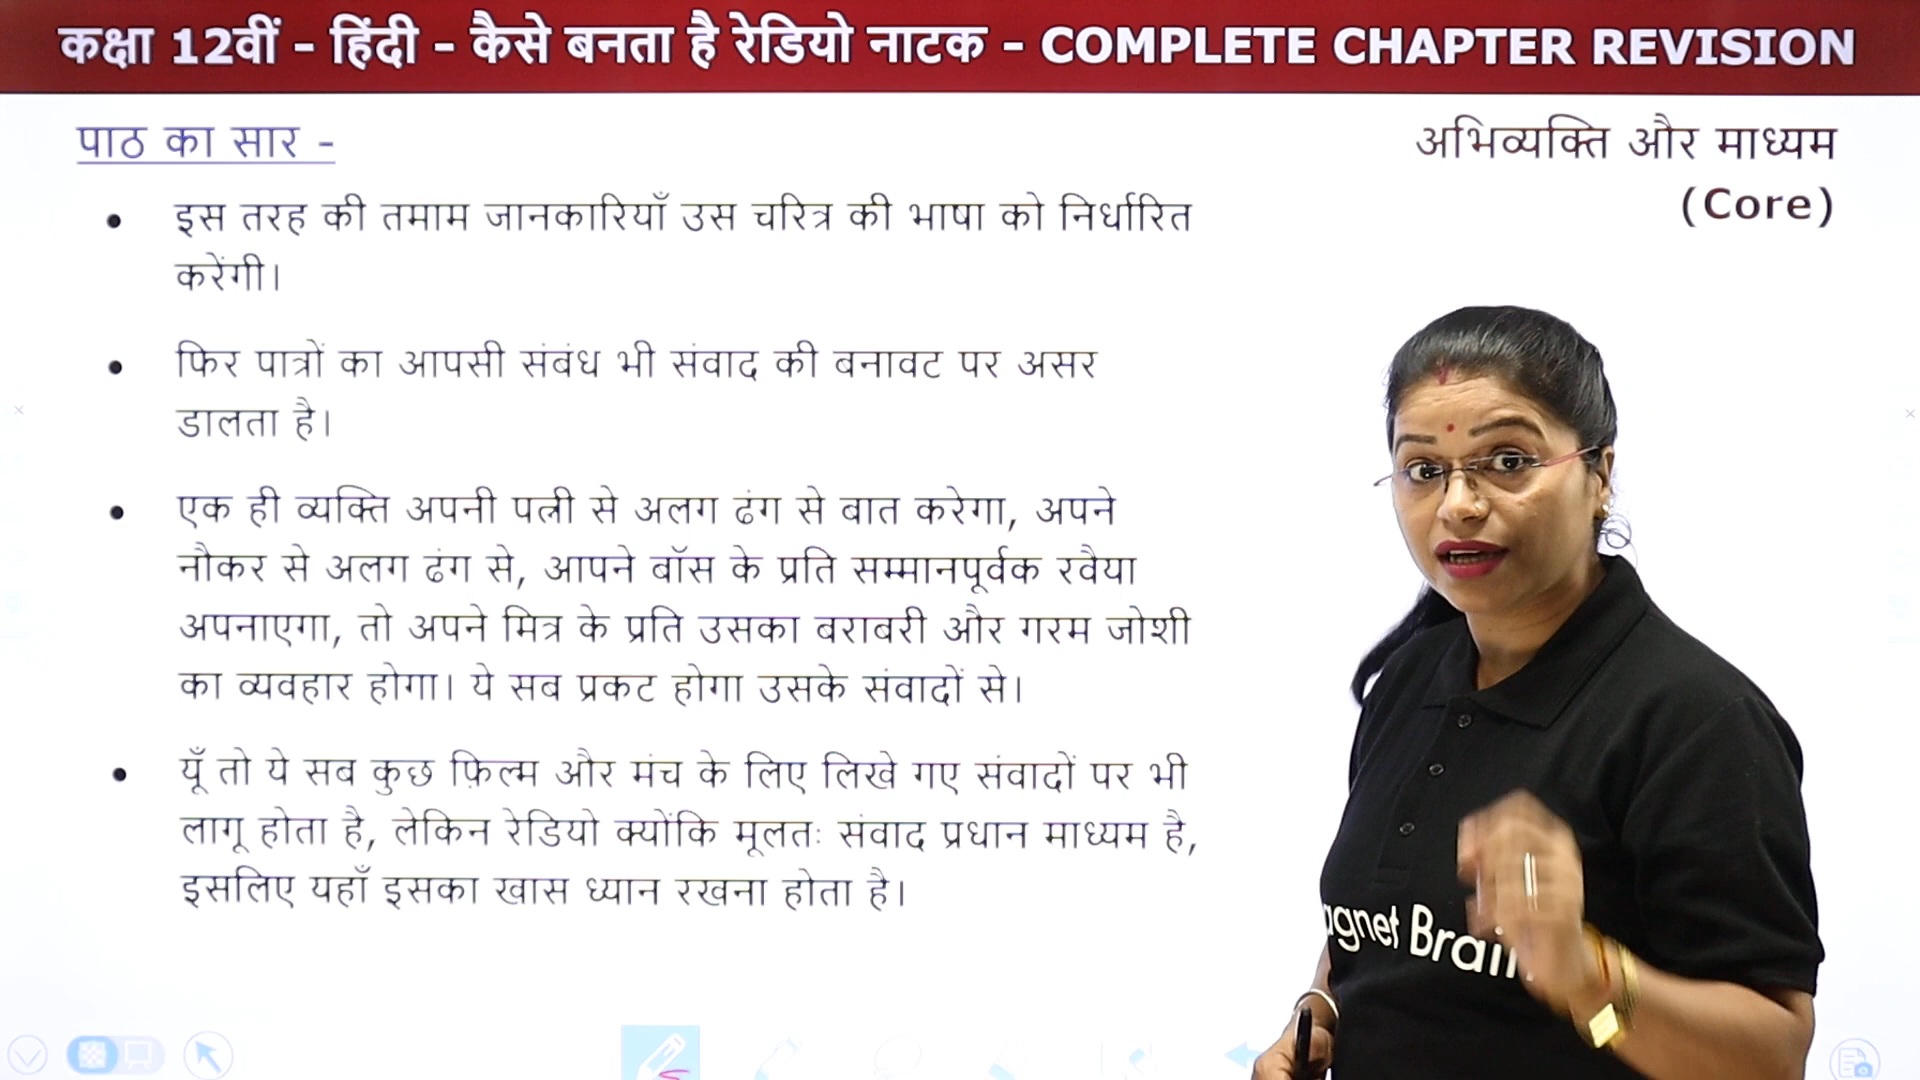 कक्षा 12वीं - हिंदी - कैसे बनता है रेडियो नाटक - COMPLETE CHAPTER REVISION
पाठ का सार -
अभिव्यक्ति और माध्यम
(Core)
• इस तरह की तमाम जानकारियाँ उस चरित्र की भाषा को निर्धारित
करेंगी।
• फिर पात्रों का आपसी संबंध भी संवाद की बनावट पर असर
डालता है।
• एक ही व्यक्ति अपनी पत्नी से अलग ढंग से बात करेगा, अपने
नौकर से अलग ढंग से, आपने बॉस के प्रति सम्मानपूर्वक रवैया
अपनाएगा, तो अपने मित्र के प्रति उसका बराबरी और गरम जोशी
का व्यवहार होगा। ये सब प्रकट होगा उसके संवादों से।
• यूँ तो ये सब कुछ फ़िल्म और मंच के लिए लिखे गए संवादों पर भी
लागू होता है, लेकिन रेडियो क्योंकि मूलतः संवाद प्रधान माध्यम है,
इसलिए यहाँ इसका खास ध्यान रखना होता है।
agnet Brain